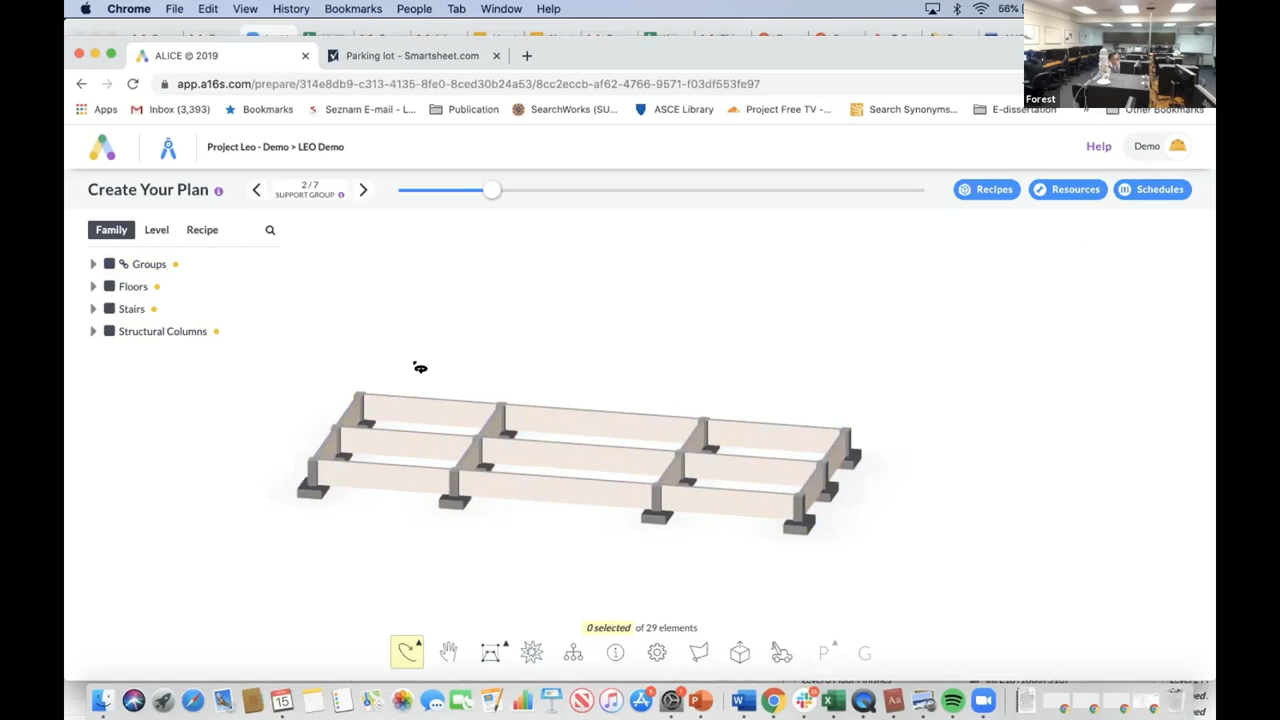 Chrome File Edit View History Bookmarks People Tab Window Help 56%
ALICE @ 2019 Parking lot - Smartsheet.com
app.a16s.com/prepare/314e8db9-c313-4135-8fe0-8ced30b24a53/8cc2eccb-af62-4766-9571-f03df553fe97
Forest
Apps Inbox (3,393) Bookmarks Suzanne E-mail - L... Publication SearchWorks (SU... ASCE Library Project Free TV -... Search Synonyms... E-dissertation » Other Bookmarks
Project Leo - Demo > LEO Demo Help Demo
Create Your Plan 2/7 Recipes Resources Schedules
SUPPORT GROUP
Family Level Recipe
Groups
Floors
Stairs
Structural Columns
0 selected of 29 elements
P G
15